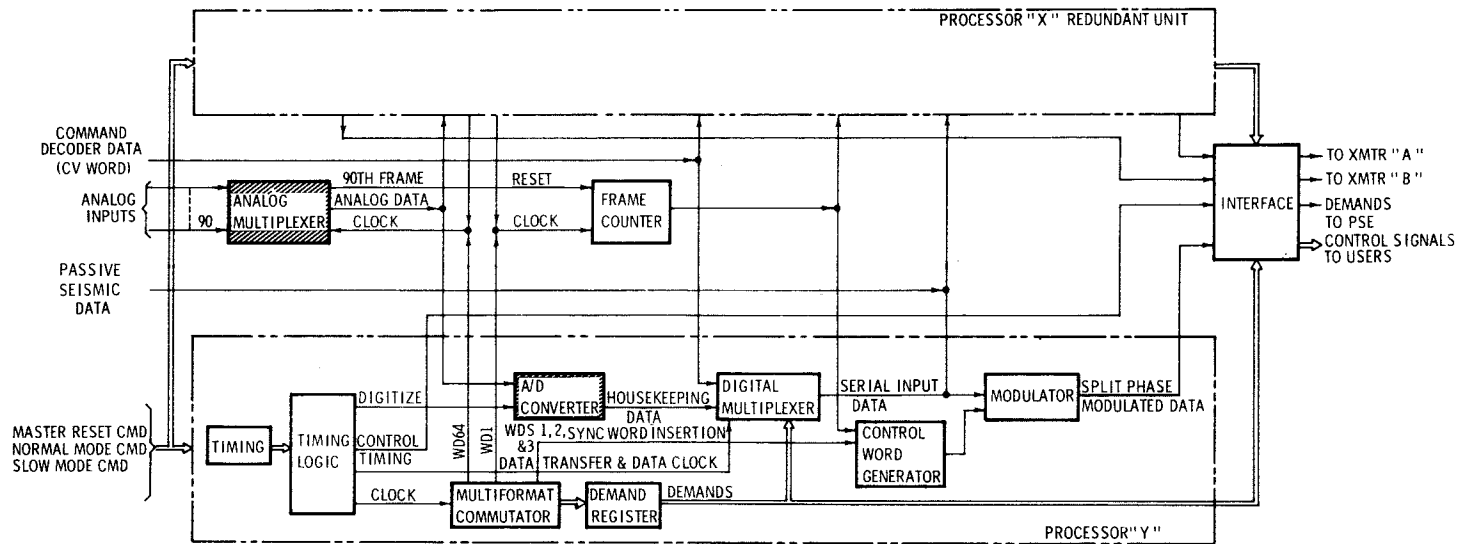 PROCESSOR "X" REDUNDANT UNIT
COMMAND
DECODER DATA
(CV WORD)
ANALOG
INPUTS
90
ANALOG
MULTIPLEXER
90TH FRAME
ANALOG DATA
CLOCK
RESET
CLOCK
FRAME
COUNTER
INTERFACE
TO XMTR "A"
TO XMTR "B"
DEMANDS
TO PSE
CONTROL SIGNALS
TO USERS
PASSIVE
SEISMIC
DATA
MASTER RESET CMD
NORMAL MODE CMD
SLOW MODE CMD
TIMING
TIMING
LOGIC
DIGITIZE
CONTROL
TIMING
CLOCK
WD64
WD1
A/D
CONVERTER
HOUSEKEEPING
DATA
WDS 1, 2,
&3
SYNC WORD INSERTION
DATA TRANSFER & DATA CLOCK
MULTIFORMAT
COMMUTATOR
DEMAND
REGISTER
DEMANDS
DIGITAL
MULTIPLEXER
SERIAL INPUT
DATA
CONTROL
WORD
GENERATOR
MODULATOR
SPLIT PHASE
MODULATED DATA
PROCESSOR "Y"